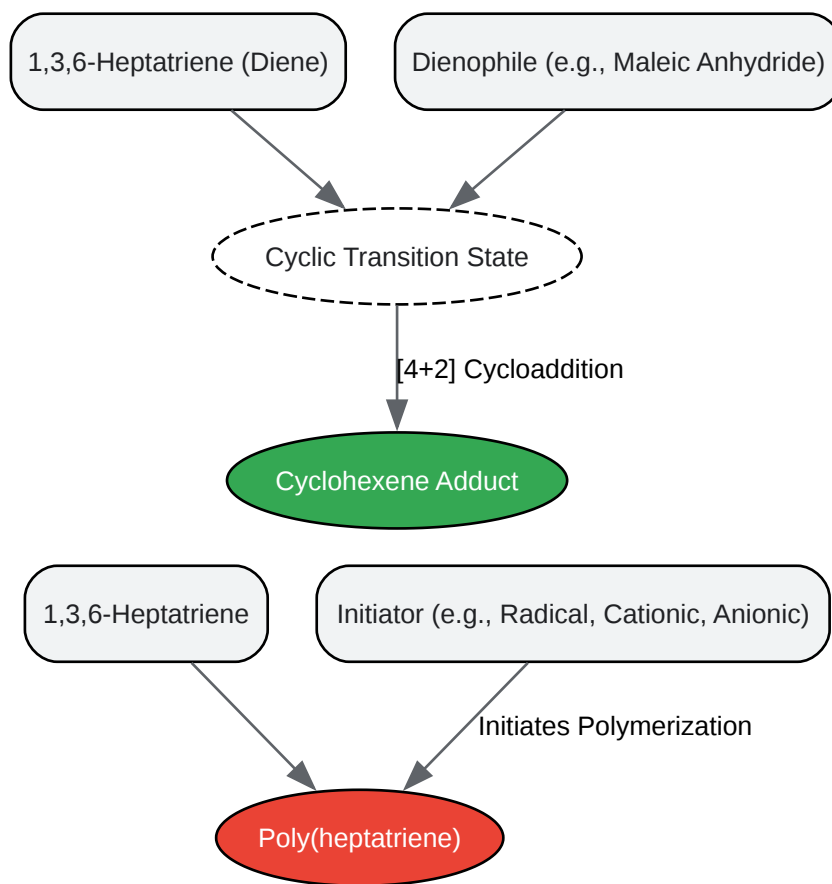 1,3,6-Heptatriene (Diene)
Dienophile (e.g., Maleic Anhydride)
Cyclic Transition State
[4+2] Cycloaddition
Cyclohexene Adduct
1,3,6-Heptatriene
Initiator (e.g., Radical, Cationic, Anionic)
Initiates Polymerization
Poly(heptatriene)